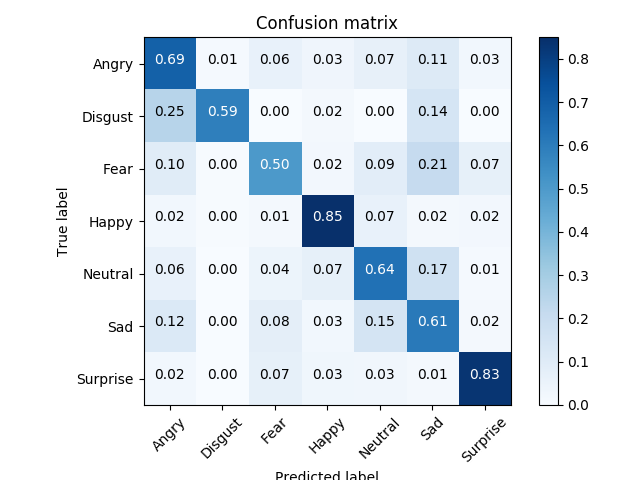 Confusion matrix
True label
Angry 0.69 0.01 0.06 0.03 0.07 0.11 0.03
Disgust 0.25 0.59 0.00 0.02 0.00 0.14 0.00
Fear 0.10 0.00 0.50 0.02 0.09 0.21 0.07
Happy 0.02 0.00 0.01 0.85 0.07 0.02 0.02
Neutral 0.06 0.00 0.04 0.07 0.64 0.17 0.01
Sad 0.12 0.00 0.08 0.03 0.15 0.61 0.02
Surprise 0.02 0.00 0.07 0.03 0.03 0.01 0.83
Angry Disgust Fear Happy Neutral Sad Surprise
Predicted label
0.8
0.7
0.6
0.5
0.4
0.3
0.2
0.1
0.0